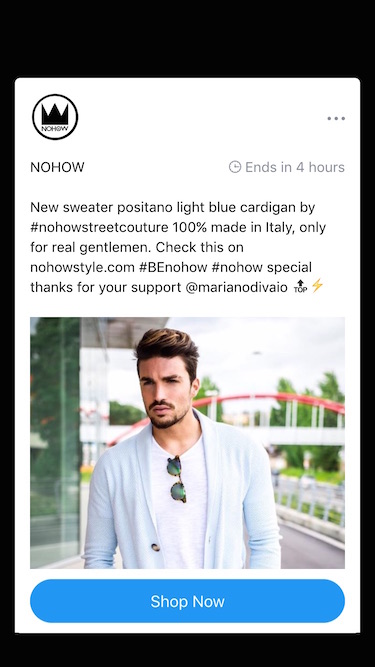 NOHOW
NOHOW
Ends in 4 hours
New sweater positano light blue cardigan by
#nohowstreetcouture 100% made in Italy, only
for real gentlemen. Check this on
nohowstyle.com #BEnohow #nohow special
thanks for your support @marianodivaio 🔝⚡
Shop Now